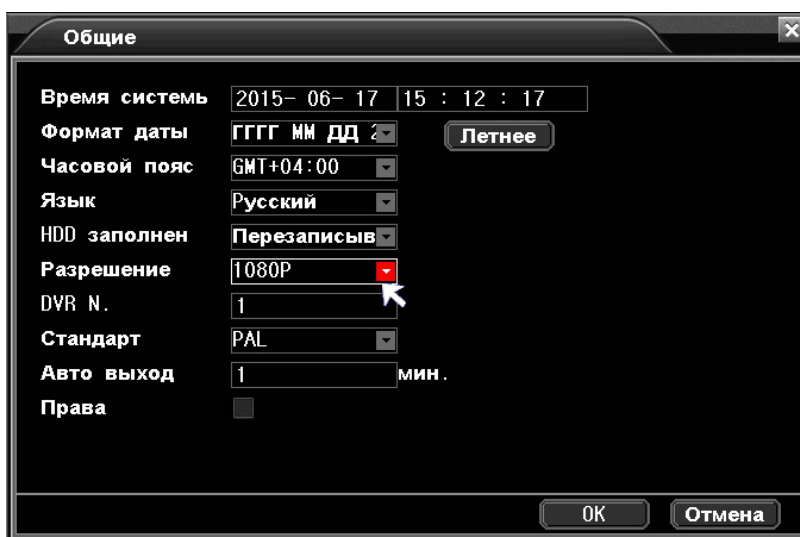 Общие
Время системь 2015- 06- 17 15 : 12 : 17
Формат даты ГГГГ ММ ДД Летнее
Часовой пояс GMT+04:00
Язык Русский
HDD заполнен Перезаписыв
Разрешение 1080P
DVR N. 1
Стандарт PAL
Авто выход 1 мин.
Права
OK Отмена